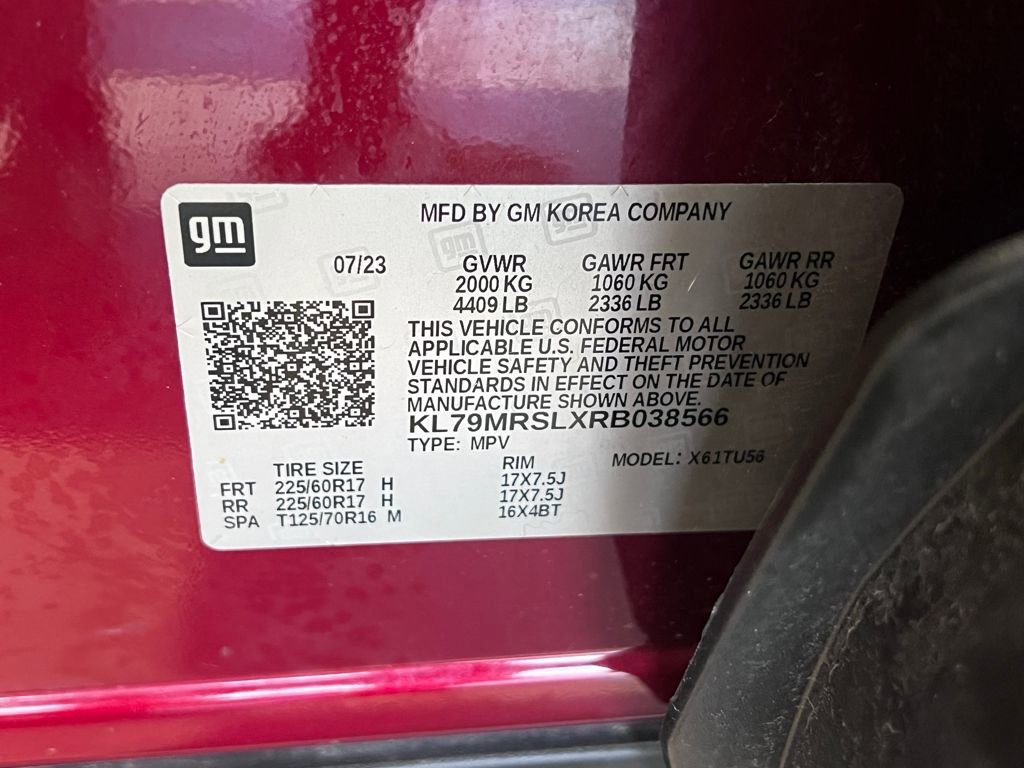 gm
MFD BY GM KOREA COMPANY
07/23 GVWR GAWR FRT GAWR RR
2000 KG 1060 KG 1060 KG
4409 LB 2336 LB 2336 LB
THIS VEHICLE CONFORMS TO ALL
APPLICABLE U.S. FEDERAL MOTOR
VEHICLE SAFETY AND THEFT PREVENTION
STANDARDS IN EFFECT ON THE DATE OF
MANUFACTURE SHOWN ABOVE.
KL79MRSLXRB038566
TYPE: MPV MODEL: X61TU56
TIRE SIZE RIM
FRT 225/60R17 H 17X7.5J
RR 225/60R17 H 17X7.5J
SPA T125/70R16 M 16X4BT